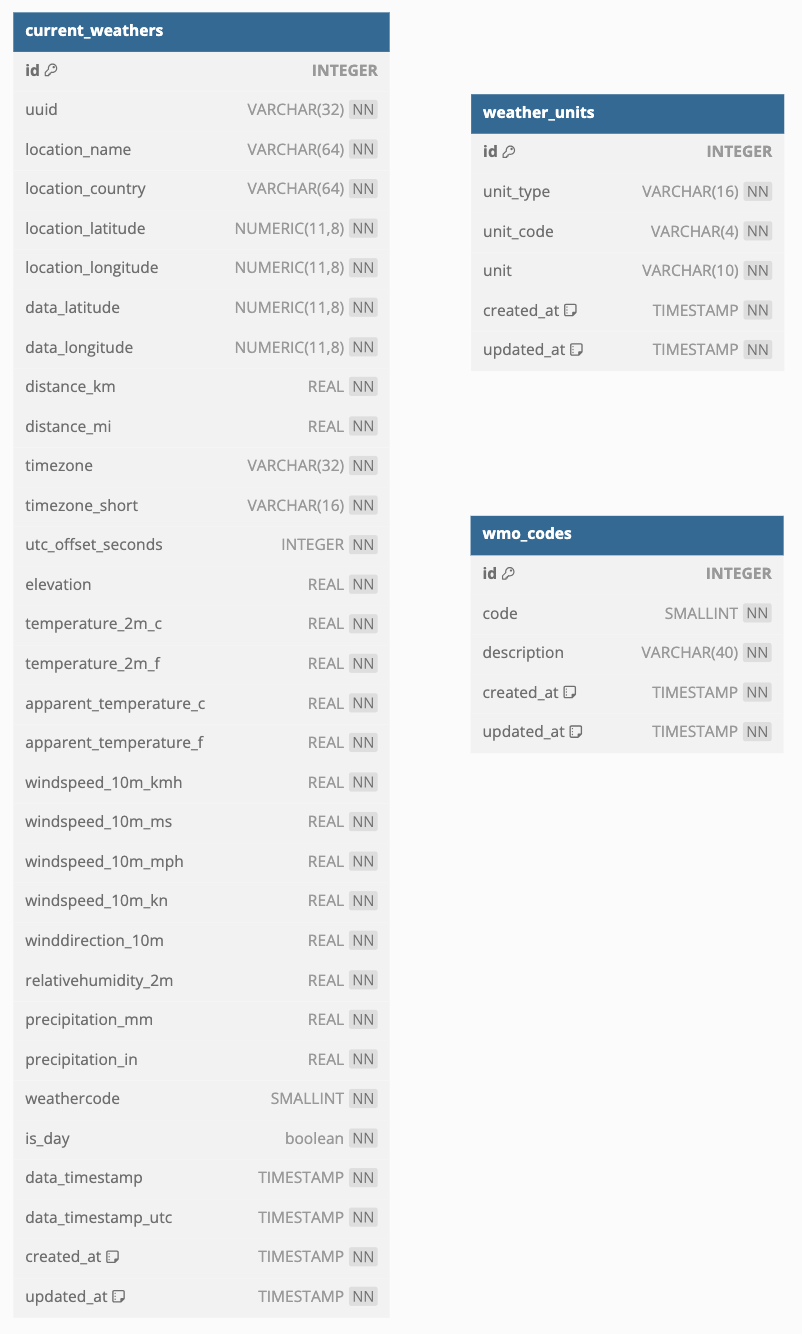 current_weathers
id INTEGER
uuid VARCHAR(32) NN
location_name VARCHAR(64) NN
location_country VARCHAR(64) NN
location_latitude NUMERIC(11,8) NN
location_longitude NUMERIC(11,8) NN
data_latitude NUMERIC(11,8) NN
data_longitude NUMERIC(11,8) NN
distance_km REAL NN
distance_mi REAL NN
timezone VARCHAR(32) NN
timezone_short VARCHAR(16) NN
utc_offset_seconds INTEGER NN
elevation REAL NN
temperature_2m_c REAL NN
temperature_2m_f REAL NN
apparent_temperature_c REAL NN
apparent_temperature_f REAL NN
windspeed_10m_kmh REAL NN
windspeed_10m_ms REAL NN
windspeed_10m_mph REAL NN
windspeed_10m_kn REAL NN
winddirection_10m REAL NN
relativehumidity_2m REAL NN
precipitation_mm REAL NN
precipitation_in REAL NN
weathercode SMALLINT NN
is_day boolean NN
data_timestamp TIMESTAMP NN
data_timestamp_utc TIMESTAMP NN
created_at TIMESTAMP NN
updated_at TIMESTAMP NN
weather_units
id INTEGER
unit_type VARCHAR(16) NN
unit_code VARCHAR(4) NN
unit VARCHAR(10) NN
created_at TIMESTAMP NN
updated_at TIMESTAMP NN
wmo_codes
id INTEGER
code SMALLINT NN
description VARCHAR(40) NN
created_at TIMESTAMP NN
updated_at TIMESTAMP NN